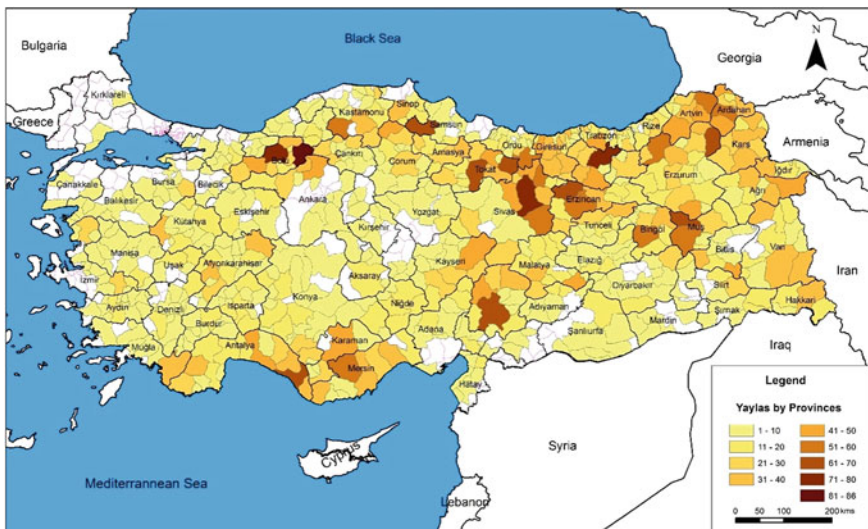 Bulgaria
Black Sea
Georgia
N
Kırklareli
Greece
Armenia
Iran
Iraq
Syria
Cyprus
Lebanon
Mediterrannean Sea
Kastamonu
Sinop
Samsun
Ordu
Giresun
Trabzon
Rize
Artvin
Ardahan
Kars
Iğdır
Ağrı
Erzurum
Bolu
Çankırı
Çorum
Amasya
Tokat
Sivas
Erzincan
Tunceli
Bingöl
Muş
Bitlis
Van
Çanakkale
Balıkesir
Bursa
Bilecik
Eskişehir
Ankara
Kırşehir
Yozgat
Kütahya
Manisa
Uşak
Afyonkarahisar
İzmir
Aydın
Denizli
Isparta
Burdur
Muğla
Antalya
Konya
Aksaray
Niğde
Kayseri
Karaman
Mersin
Adana
Hatay
Malatya
Elazığ
Adıyaman
Diyarbakır
Şanlıurfa
Mardin
Siirt
Şırnak
Hakkari
Legend
Yaylas by Provinces
1 - 10
11 - 20
21 - 30
31 - 40
41 - 50
51 - 60
61 - 70
71 - 80
81 - 86
0 50 100 200 kms